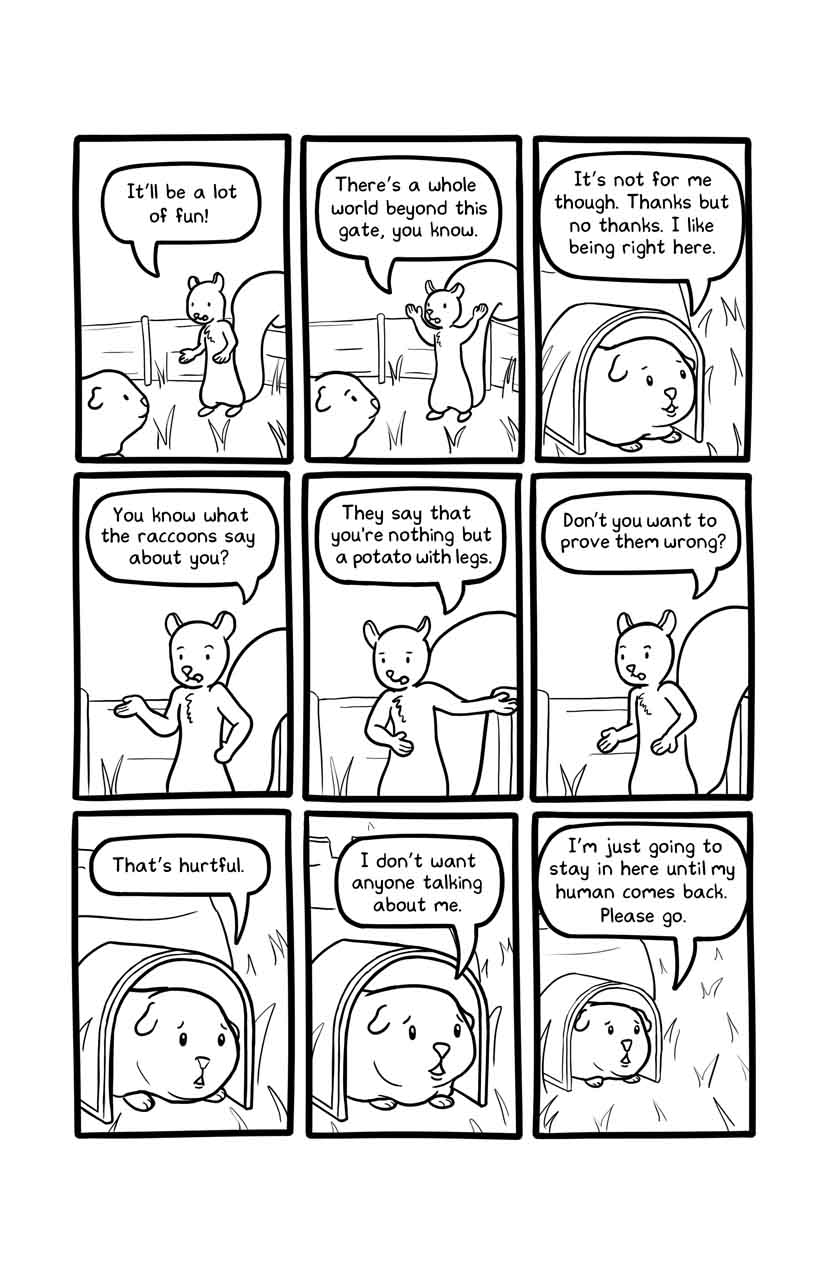 It'll be a lot
of fun!
There's a whole
world beyond this
gate, you know.
It's not for me
though. Thanks but
no thanks. I like
being right here.
You know what
the raccoons say
about you?
They say that
you're nothing but
a potato with legs.
Don't you want to
prove them wrong?
That's hurtful.
I don't want
anyone talking
about me.
I'm just going to
stay in here until my
human comes back.
Please go.